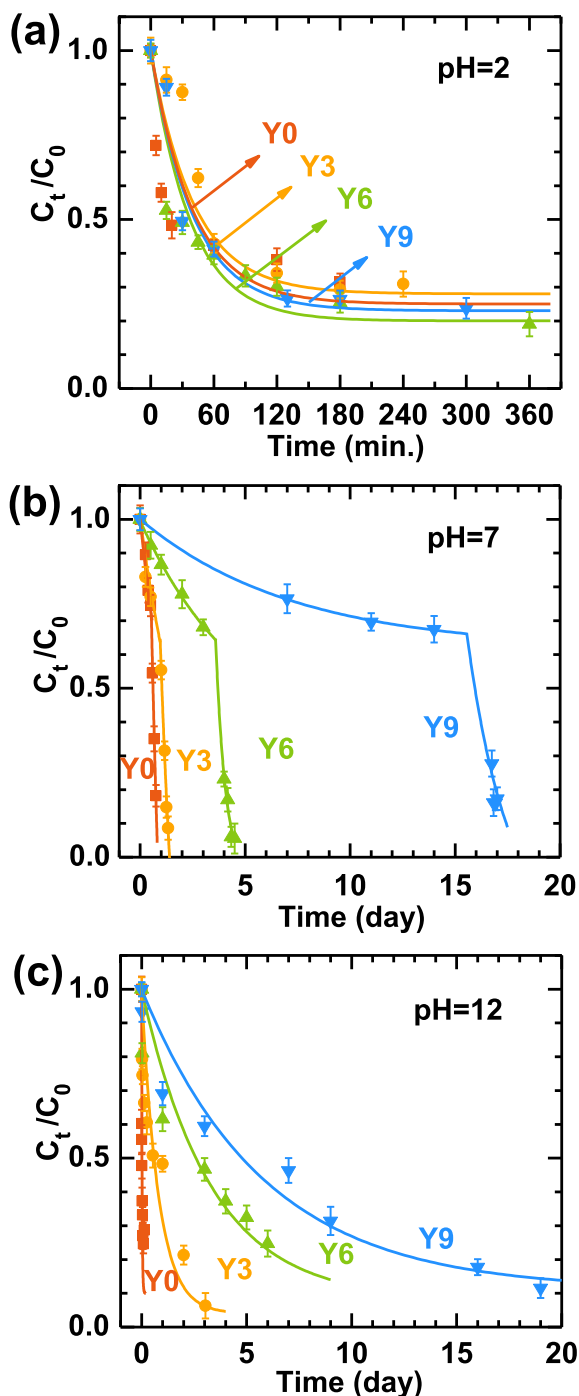 (a)
pH=2
C_t/C_0
1.0
0.5
0.0
Y0
Y3
Y6
Y9
0 60 120 180 240 300 360
Time (min.)
(b)
pH=7
C_t/C_0
1.0
0.5
0.0
Y0
Y3
Y6
Y9
0 5 10 15 20
Time (day)
(c)
pH=12
C_t/C_0
1.0
0.5
0.0
Y0
Y3
Y6
Y9
0 5 10 15 20
Time (day)